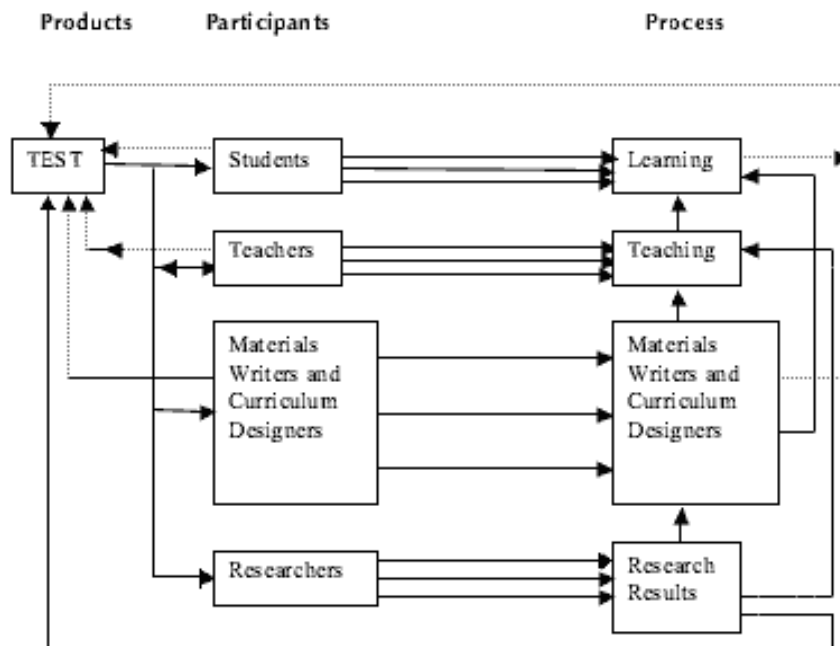 Products Participants Process
TEST Students Learning
Teachers Teaching
Materials Materials
Writers and Writers and
Curriculum Curriculum
Designers Designers
Researchers Research
Results